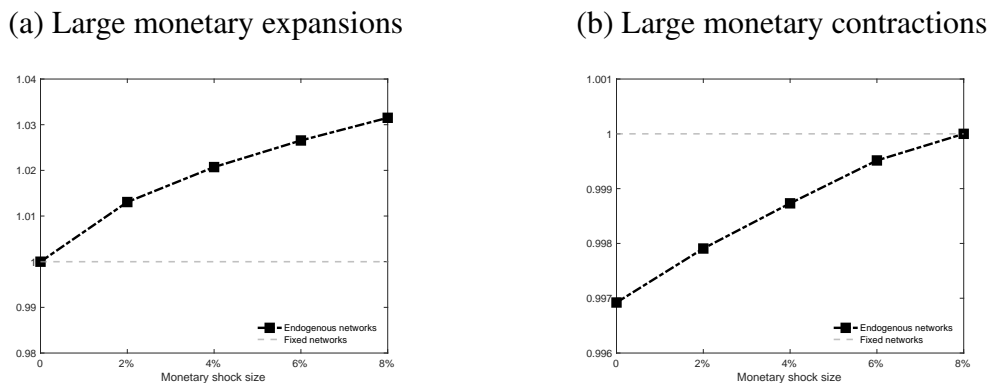 (a) Large monetary expansions
(b) Large monetary contractions
1.04
1.03
1.02
1.01
1
0.99
0.98
0
2%
4%
6%
8%
Monetary shock size
Endogenous networks
Fixed networks
1.001
1
0.999
0.998
0.997
0.996
0
2%
4%
6%
8%
Monetary shock size
Endogenous networks
Fixed networks